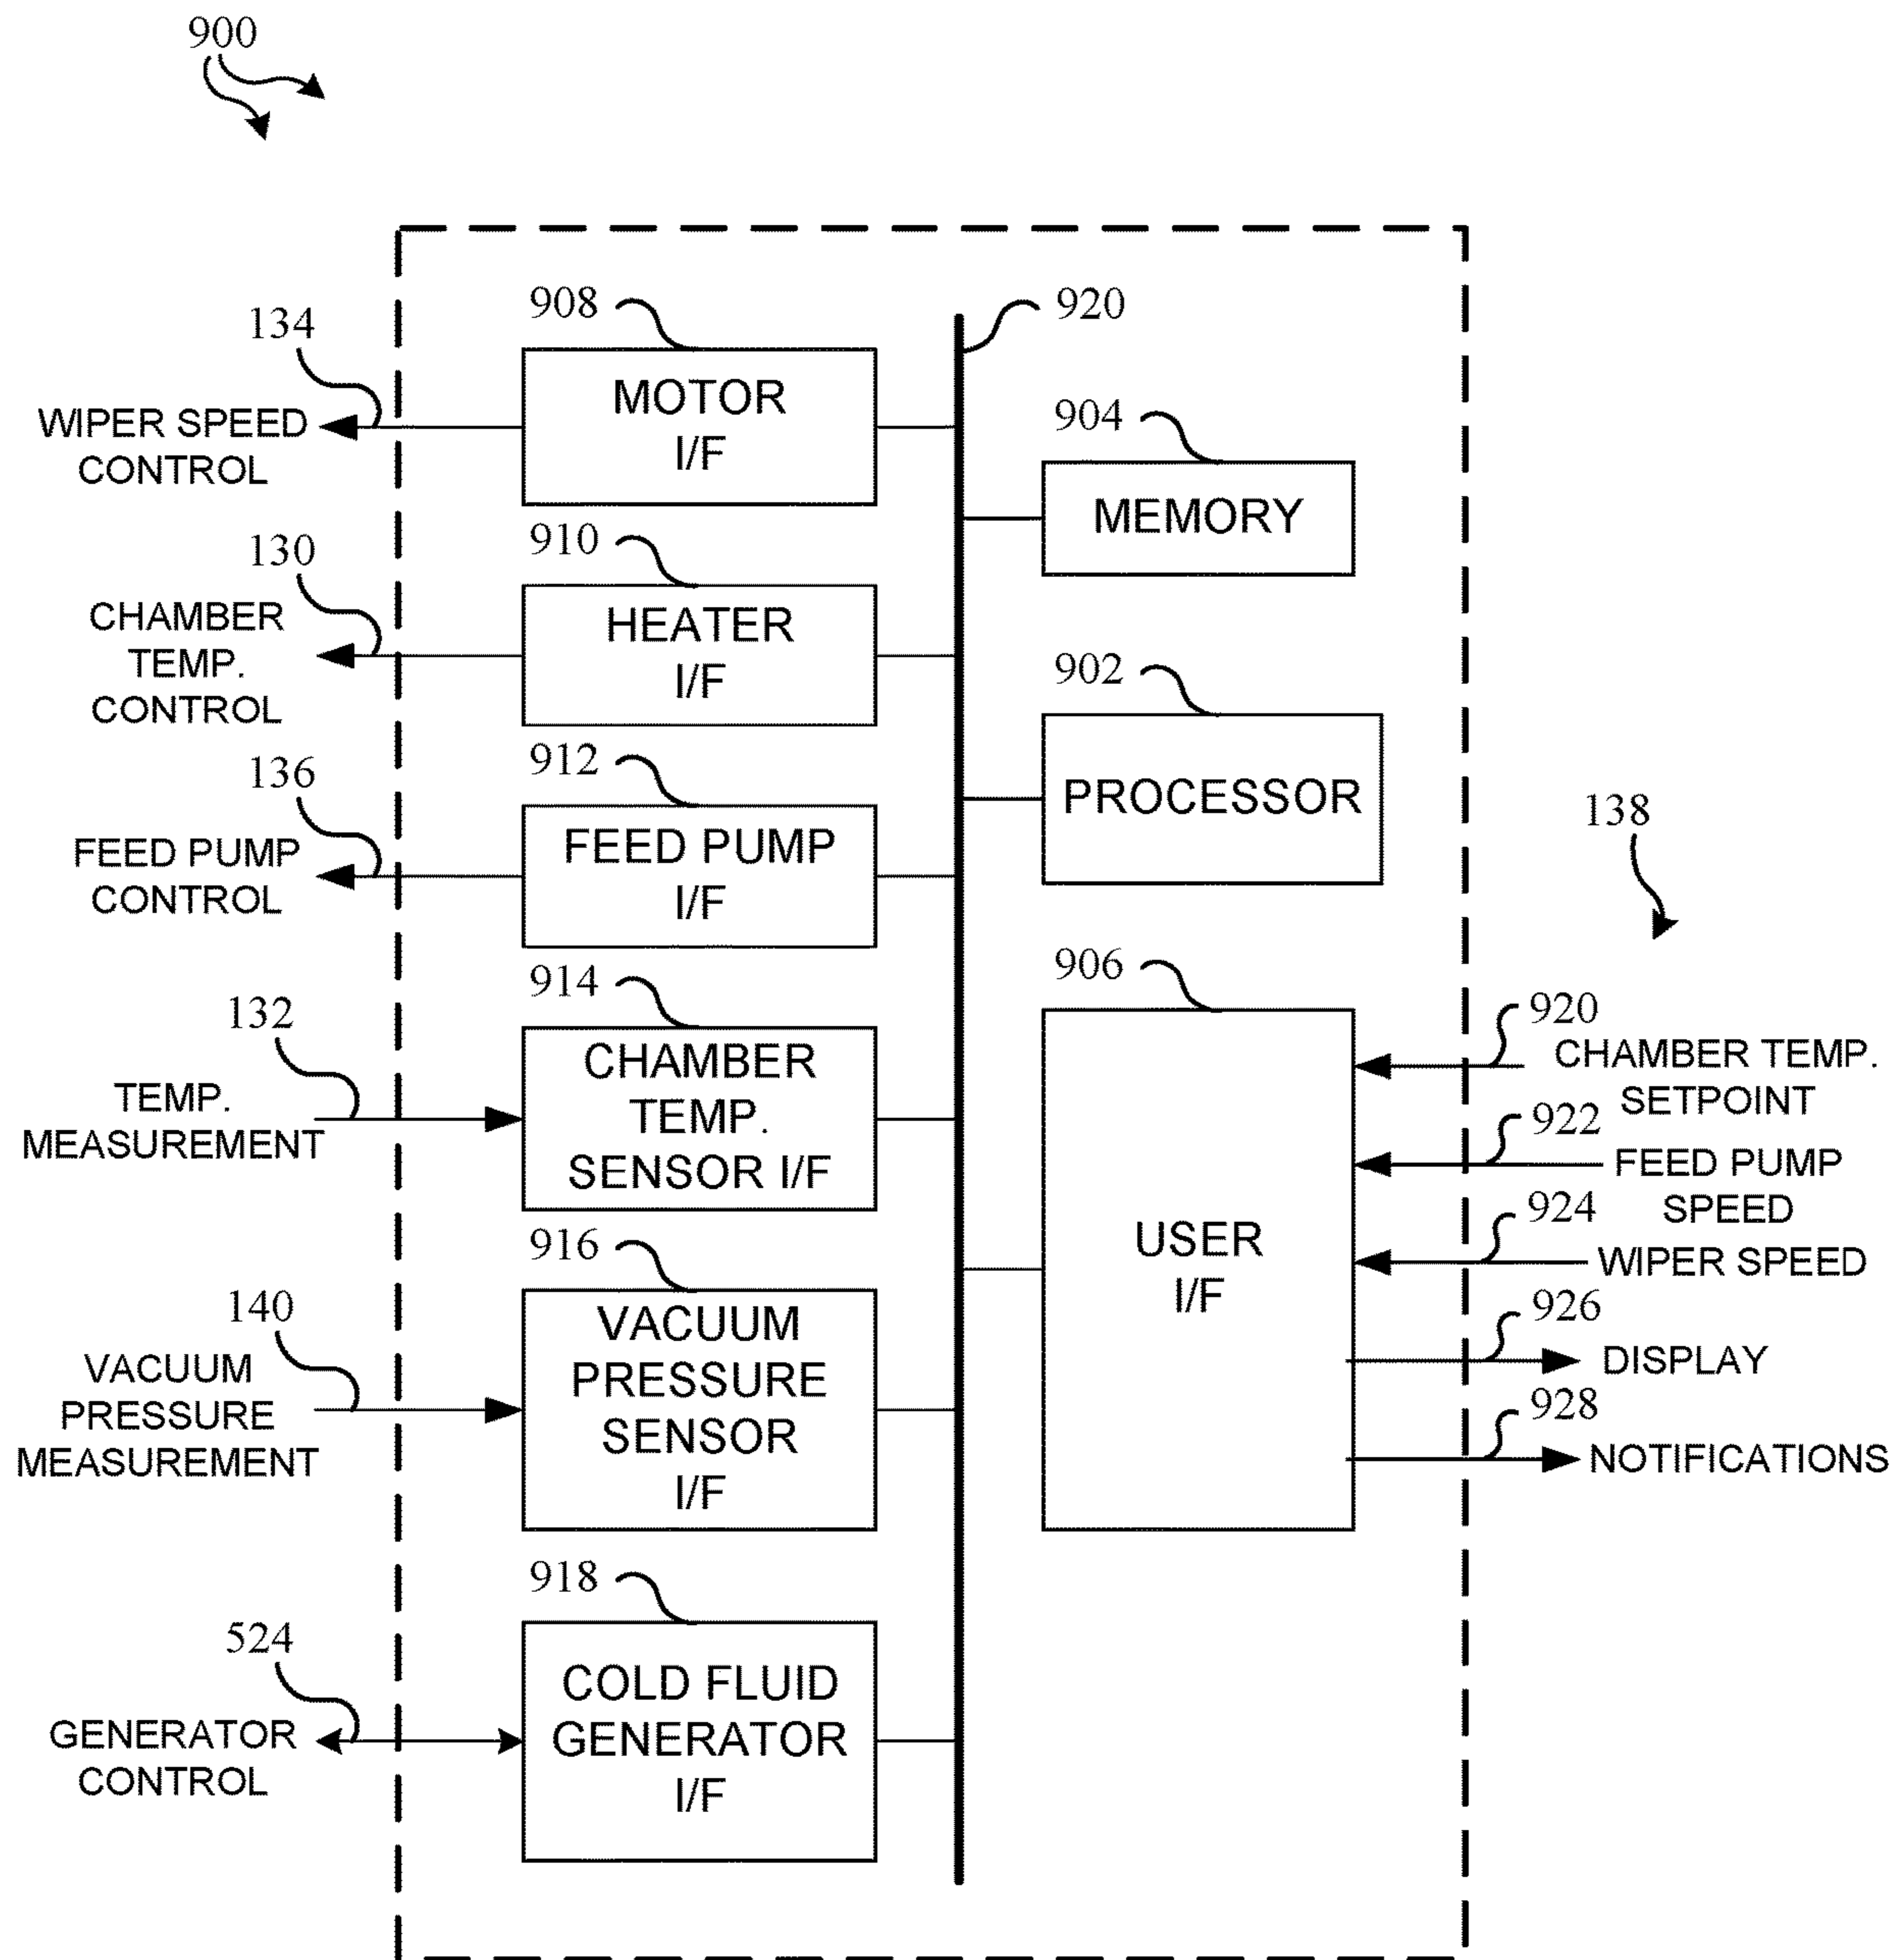 900
908
920
134
MOTOR
I/F
WIPER SPEED
CONTROL
904
MEMORY
910
130
HEATER
I/F
CHAMBER
TEMP.
CONTROL
902
PROCESSOR
912
136
FEED PUMP
I/F
FEED PUMP
CONTROL
138
906
914
132
CHAMBER
TEMP.
SENSOR I/F
TEMP.
MEASUREMENT
920
CHAMBER TEMP.
SETPOINT
922
FEED PUMP
SPEED
924
WIPER SPEED
USER
I/F
926
DISPLAY
928
NOTIFICATIONS
916
140
VACUUM
PRESSURE
SENSOR
I/F
VACUUM
PRESSURE
MEASUREMENT
918
524
COLD FLUID
GENERATOR
I/F
GENERATOR
CONTROL